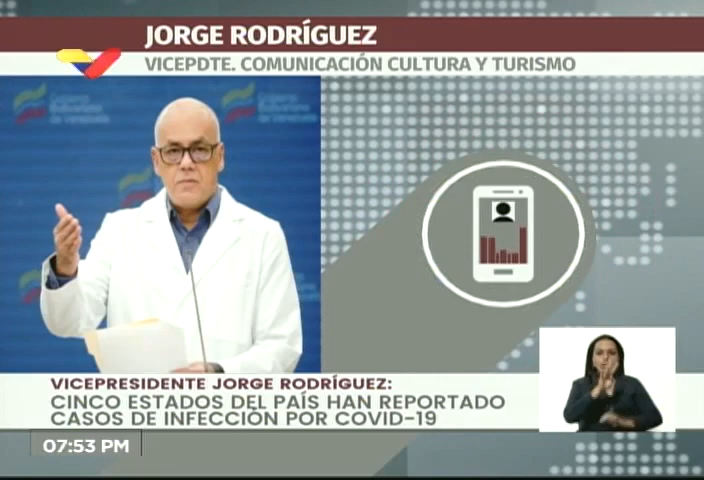 JORGE RODRÍGUEZ
VICEPDTE. COMUNICACIÓN CULTURA Y TURISMO
VICEPRESIDENTE JORGE RODRÍGUEZ:
CINCO ESTADOS DEL PAÍS HAN REPORTADO
CASOS DE INFECCIÓN POR COVID-19
07:53 PM